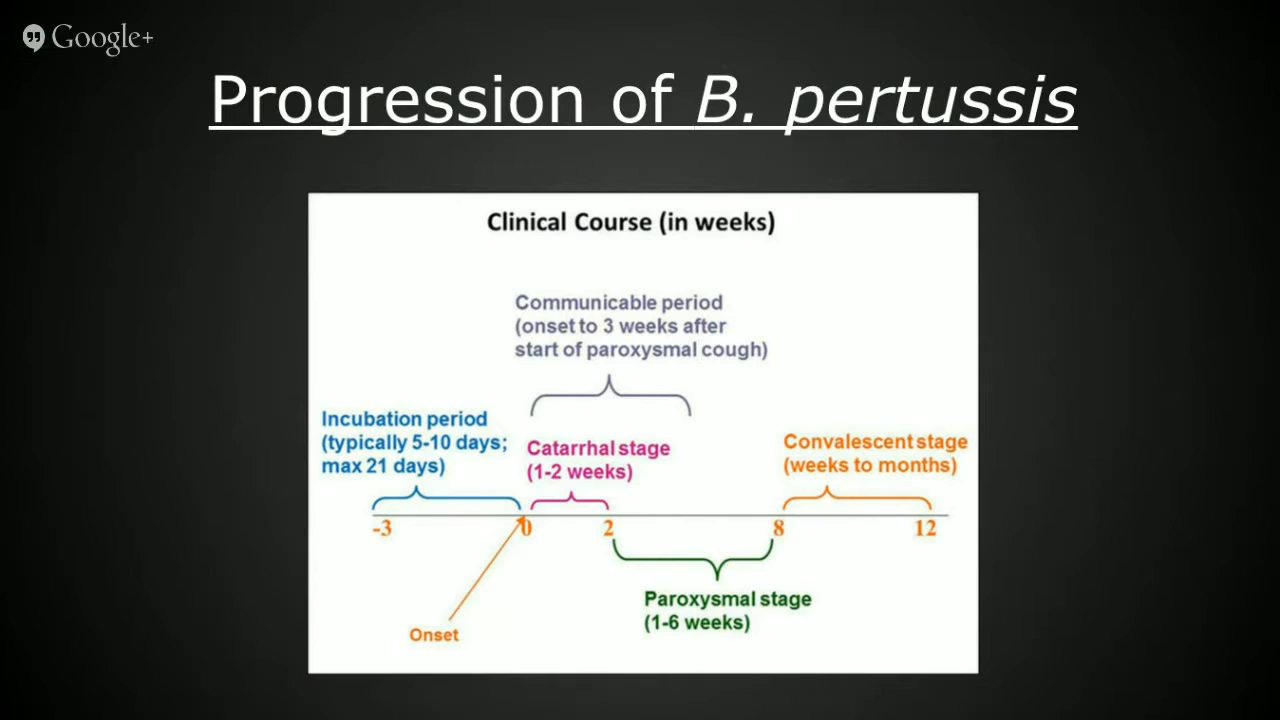 Google+
Progression of B. pertussis
Clinical Course (in weeks)
Communicable period
(onset to 3 weeks after
start of paroxysmal cough)
Incubation period
(typically 5-10 days;
max 21 days)
Catarrhal stage
(1-2 weeks)
Convalescent stage
(weeks to months)
-3
0
2
8
12
Paroxysmal stage
(1-6 weeks)
Onset